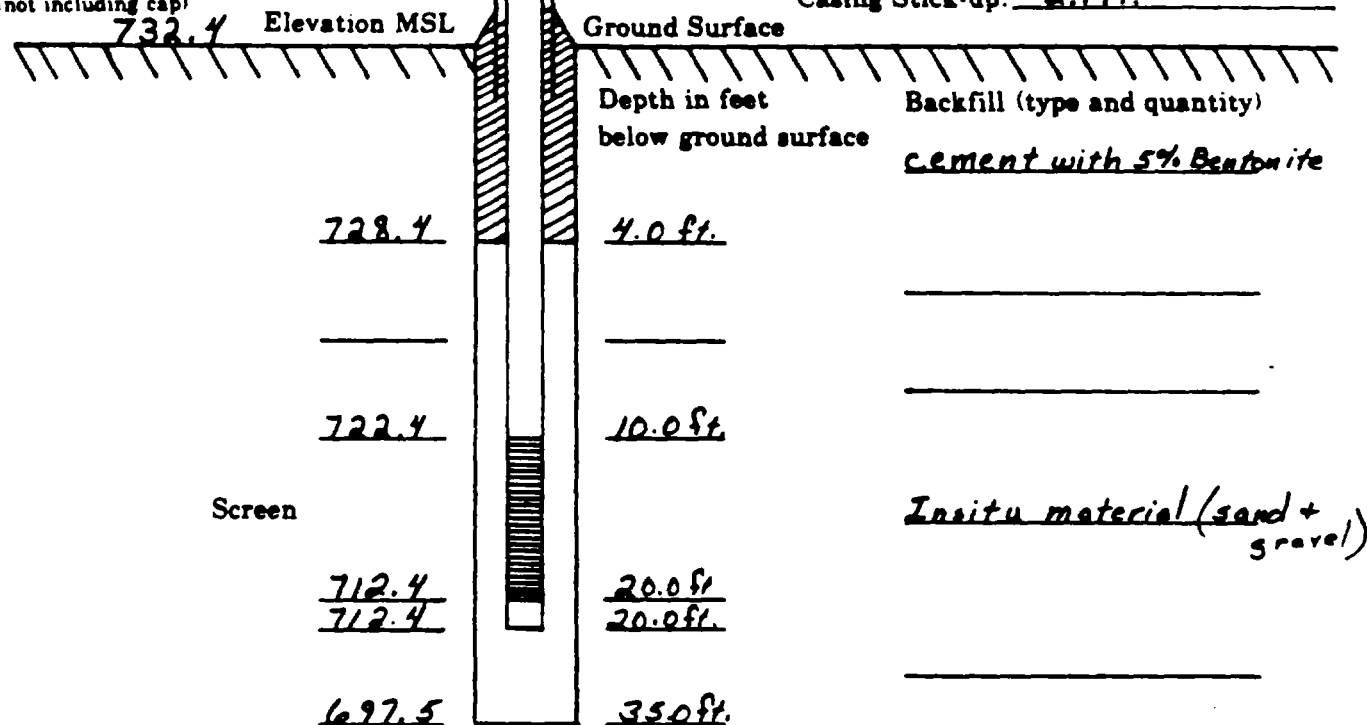 not including cap)
Casing Stick-up:
732.4 Elevation MSL Ground Surface
Depth in feet
below ground surface
Backfill (type and quantity)
cement with 5% Bentonite
728.4 4.0 ft.
722.4 10.0 ft.
Screen
Insitu material (sand +
gravel)
712.4 20.0 ft
712.4 20.0 ft.
697.5 35.0 ft.